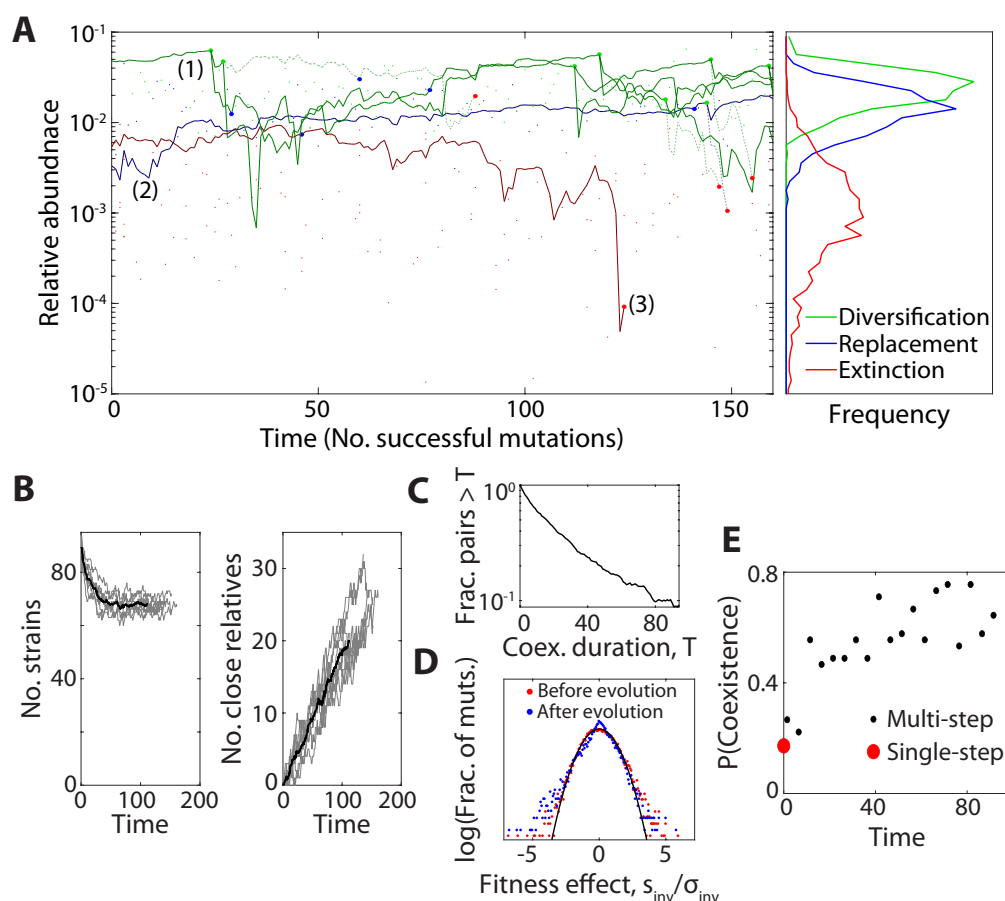 A
Relative abundnace
10⁻¹
10⁻²
10⁻³
10⁻⁴
10⁻⁵
(1)
(2)
(3)
0
50
100
150
Time (No. successful mutations)
Diversification
Replacement
Extinction
Frequency
B
No. strains
80
40
0
0
100
200
Time
No. close relatives
30
20
10
0
0
100
200
Time
C
Frac. pairs > T
10⁰
10⁻¹
0
40
80
Coex. duration, T
D
log(Frac. of muts.)
Before evolution
After evolution
-5
0
5
Fitness effect, s_inv/σ_inv
E
P(Coexistence)
0.8
0.4
0
Multi-step
Single-step
0
40
80
Time